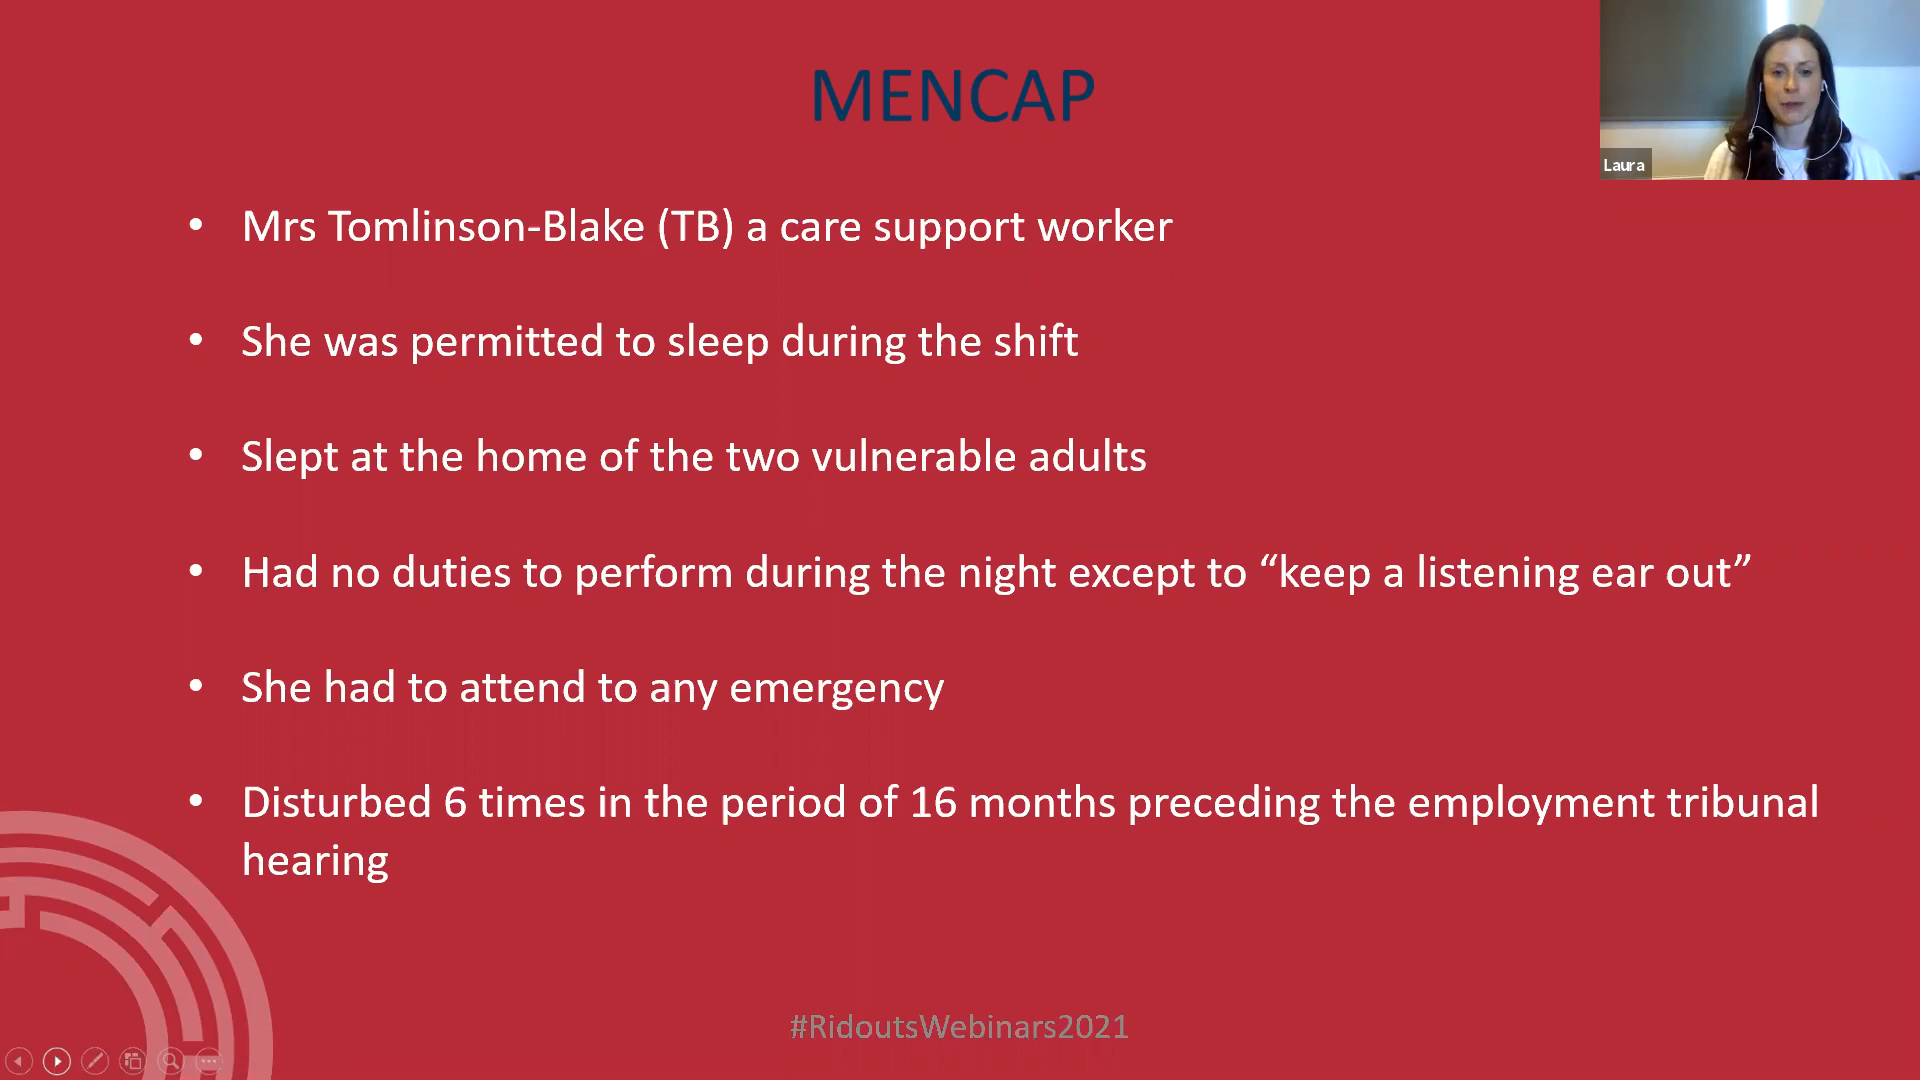 MENCAP
Laura
• Mrs Tomlinson-Blake (TB) a care support worker
• She was permitted to sleep during the shift
• Slept at the home of the two vulnerable adults
• Had no duties to perform during the night except to “keep a listening ear out”
• She had to attend to any emergency
• Disturbed 6 times in the period of 16 months preceding the employment tribunal
hearing
#RidoutsWebinars2021